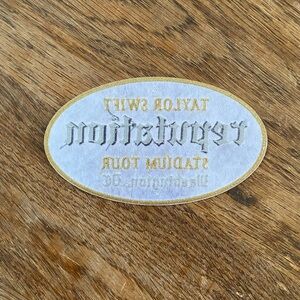 TAYLOR SWIFT
reputation
STADIUM TOUR
Washington, DC